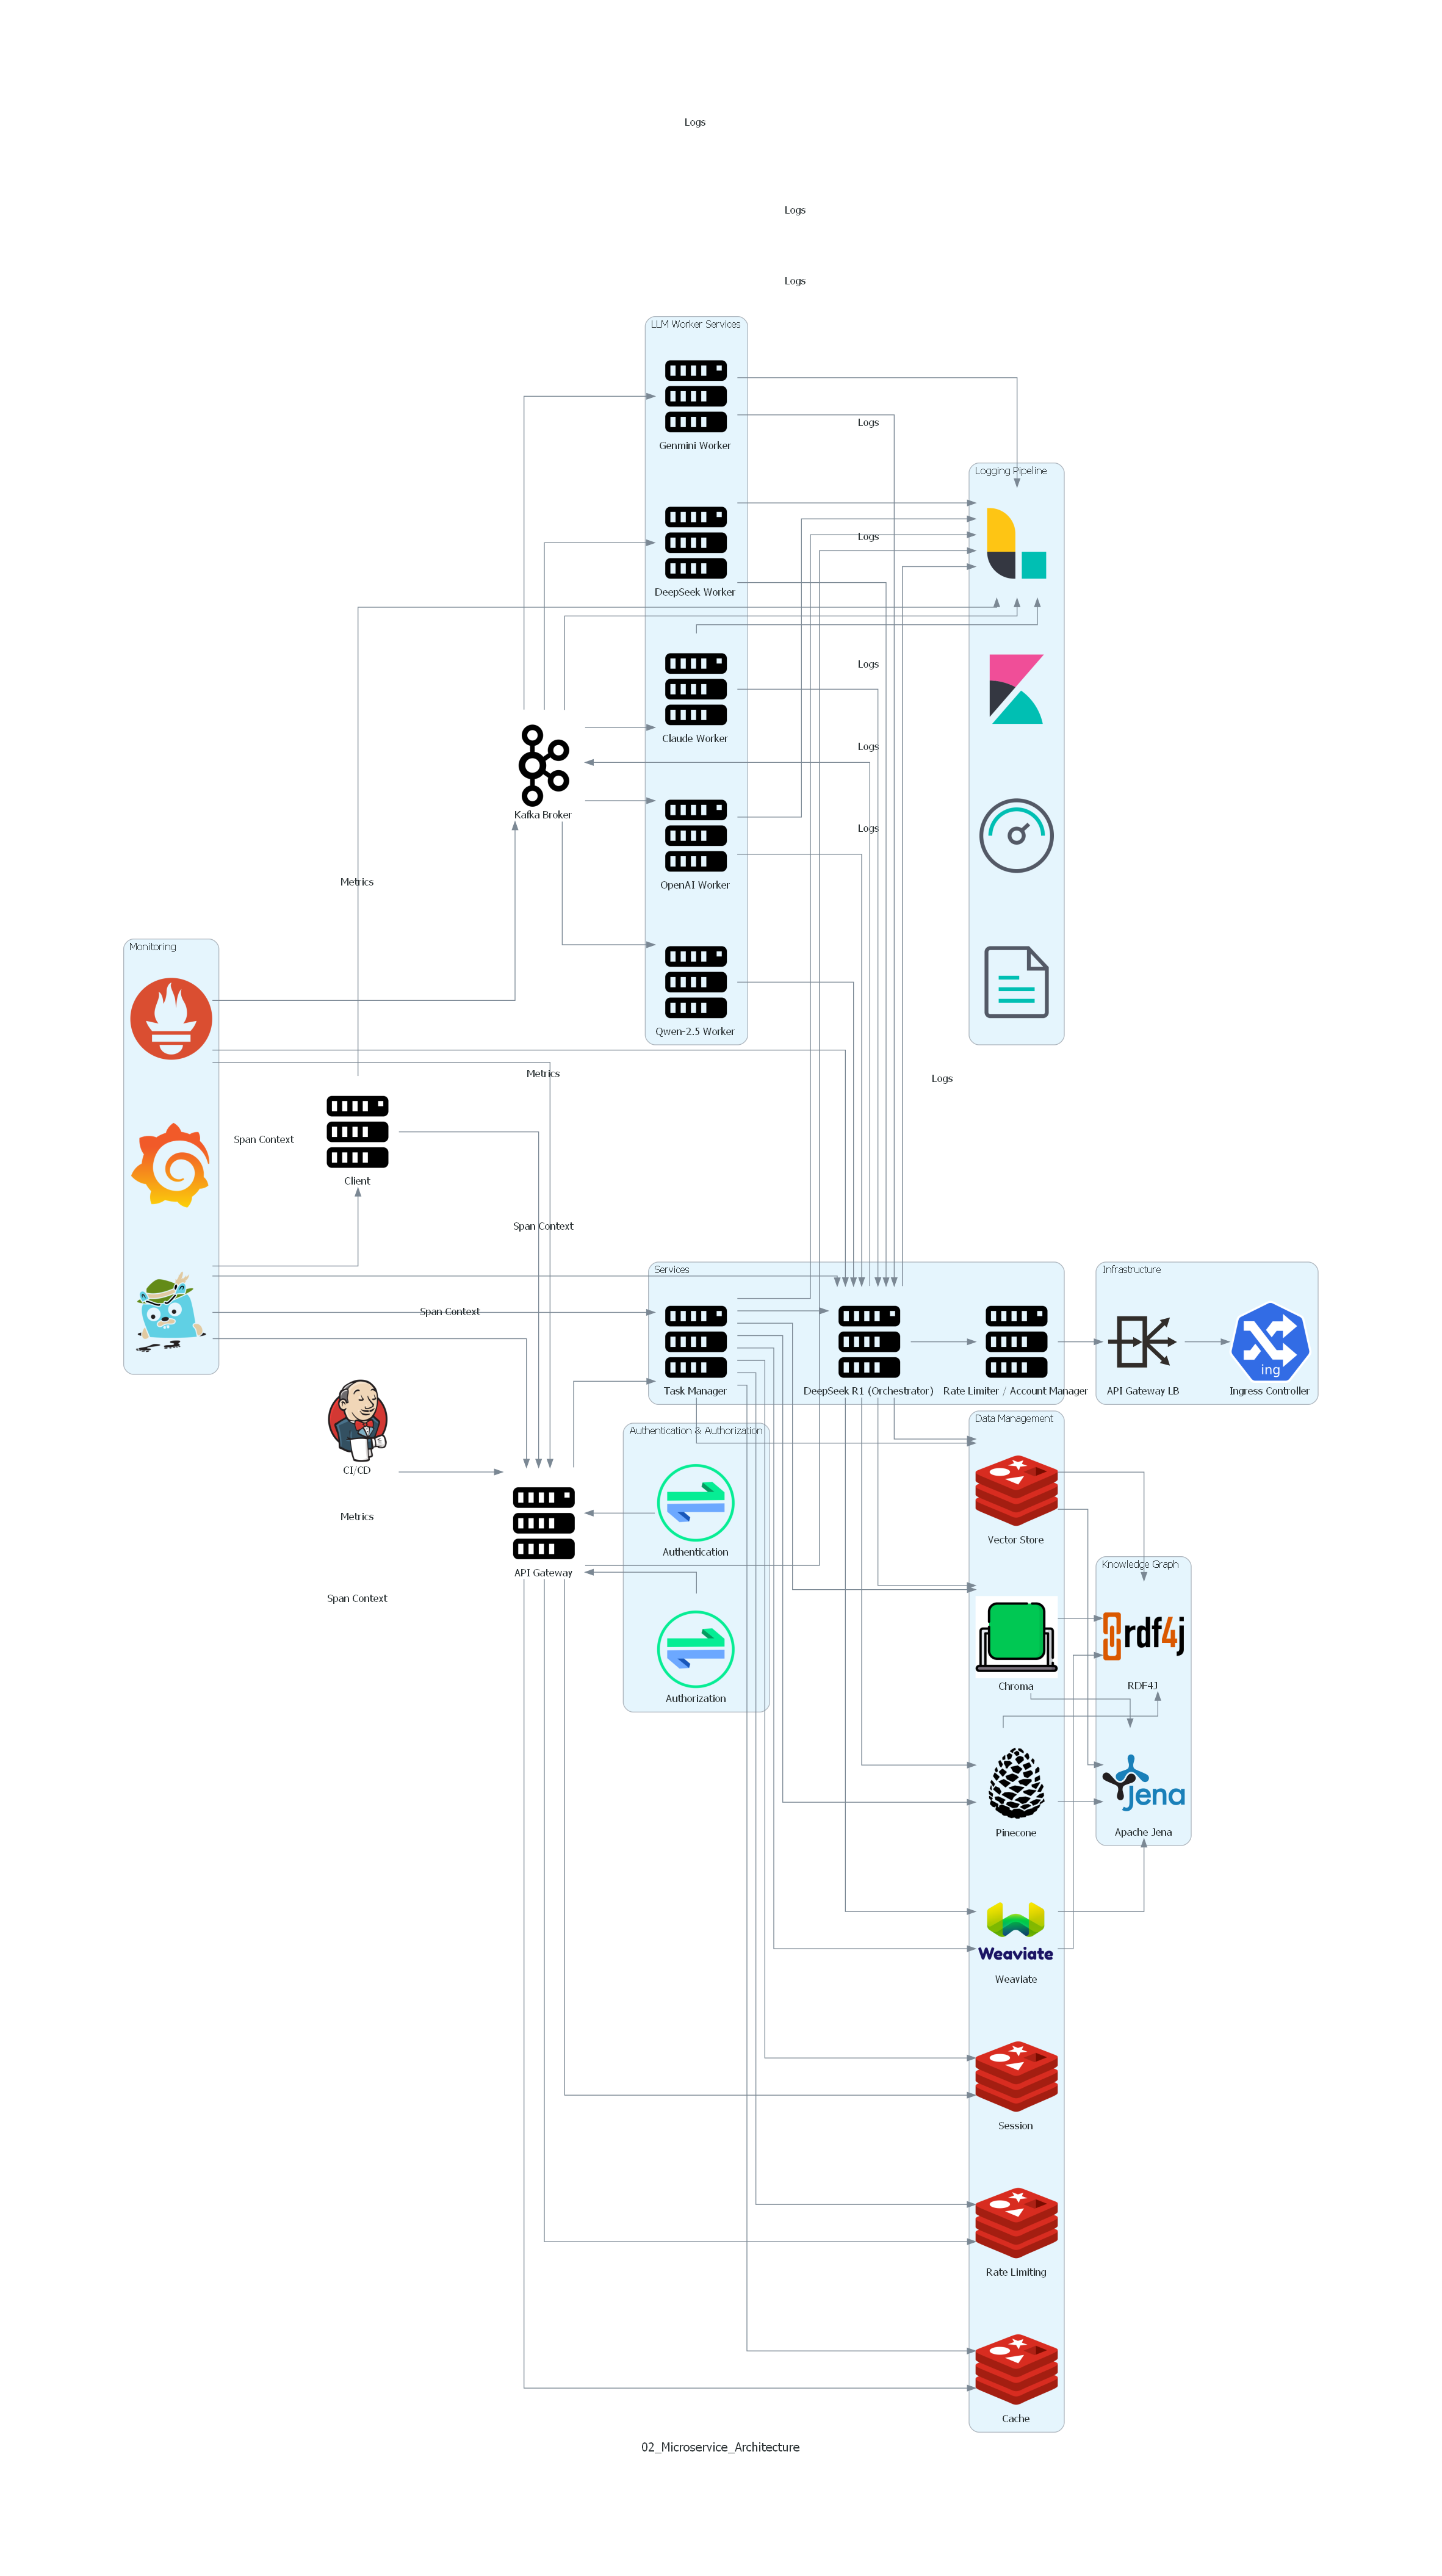 Logs
Logs
Logs
LLM Worker Services
Genmini Worker
Logs
Logging Pipeline
Logs
DeepSeek Worker
Logs
Claude Worker
Logs
Kafka Broker
Logs
OpenAI Worker
Metrics
Monitoring
Qwen-2.5 Worker
Metrics
Logs
Span Context
Client
Span Context
Services
Infrastructure
Span Context
ing
Task Manager
DeepSeek R1 (Orchestrator)
Rate Limiter / Account Manager
API Gateway LB
Ingress Controller
Data Management
Authentication & Authorization
CI/CD
Metrics
Vector Store
Authentication
Knowledge Graph
API Gateway
Span Context
rdf4j
Chroma
RDF4J
Authorization
Jena
Pinecone
Apache Jena
Weaviate
Weaviate
Session
Rate Limiting
Cache
02_Microservice_Architecture